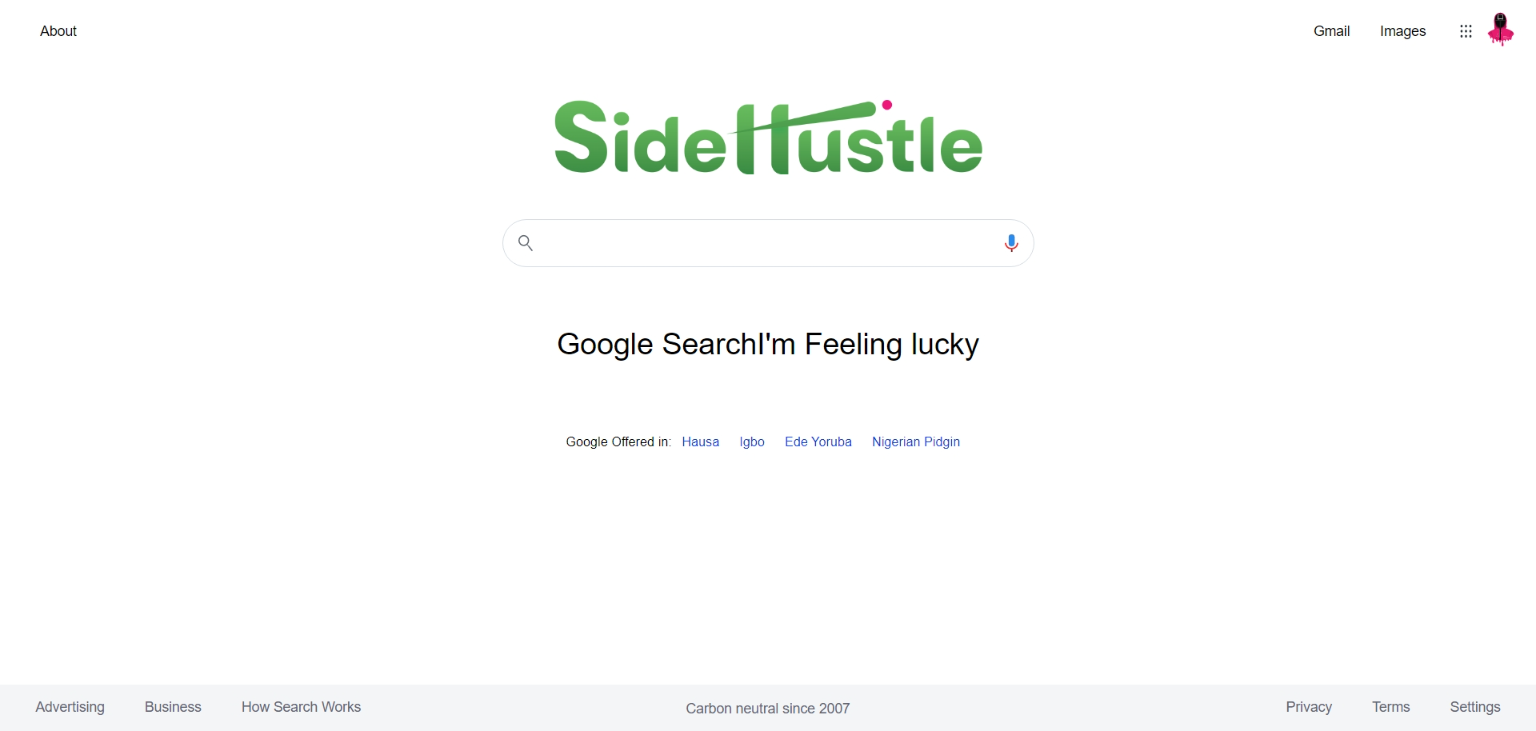 About Gmail Images
SideHustle
Google SearchI'm Feeling lucky
Google Offered in: Hausa Igbo Ede Yoruba Nigerian Pidgin
Advertising Business How Search Works Carbon neutral since 2007 Privacy Terms Settings